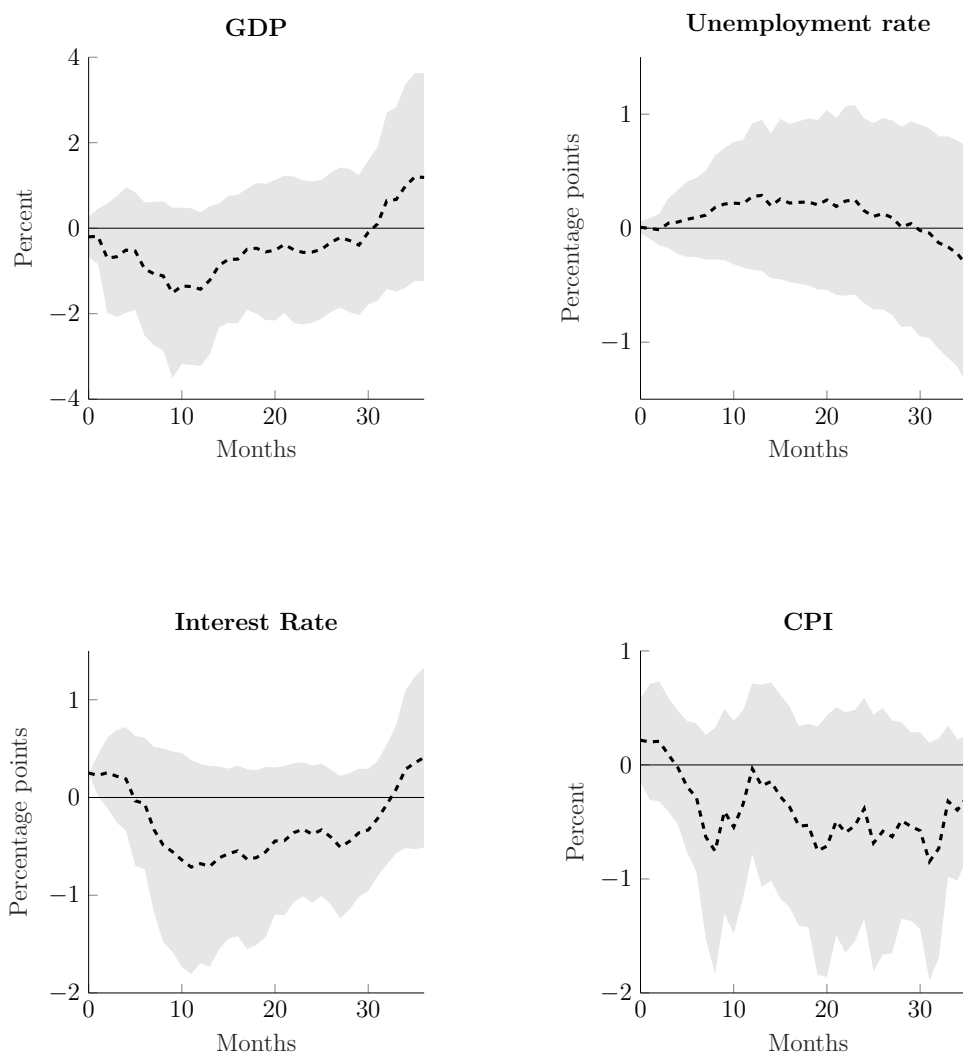 GDP
4
2
0
−2
−4
Percent
0 10 20 30
Months
Unemployment rate
1
0
−1
Percentage points
0 10 20 30
Months
Interest Rate
1
0
−1
−2
Percentage points
0 10 20 30
Months
CPI
1
0
−1
−2
Percent
0 10 20 30
Months